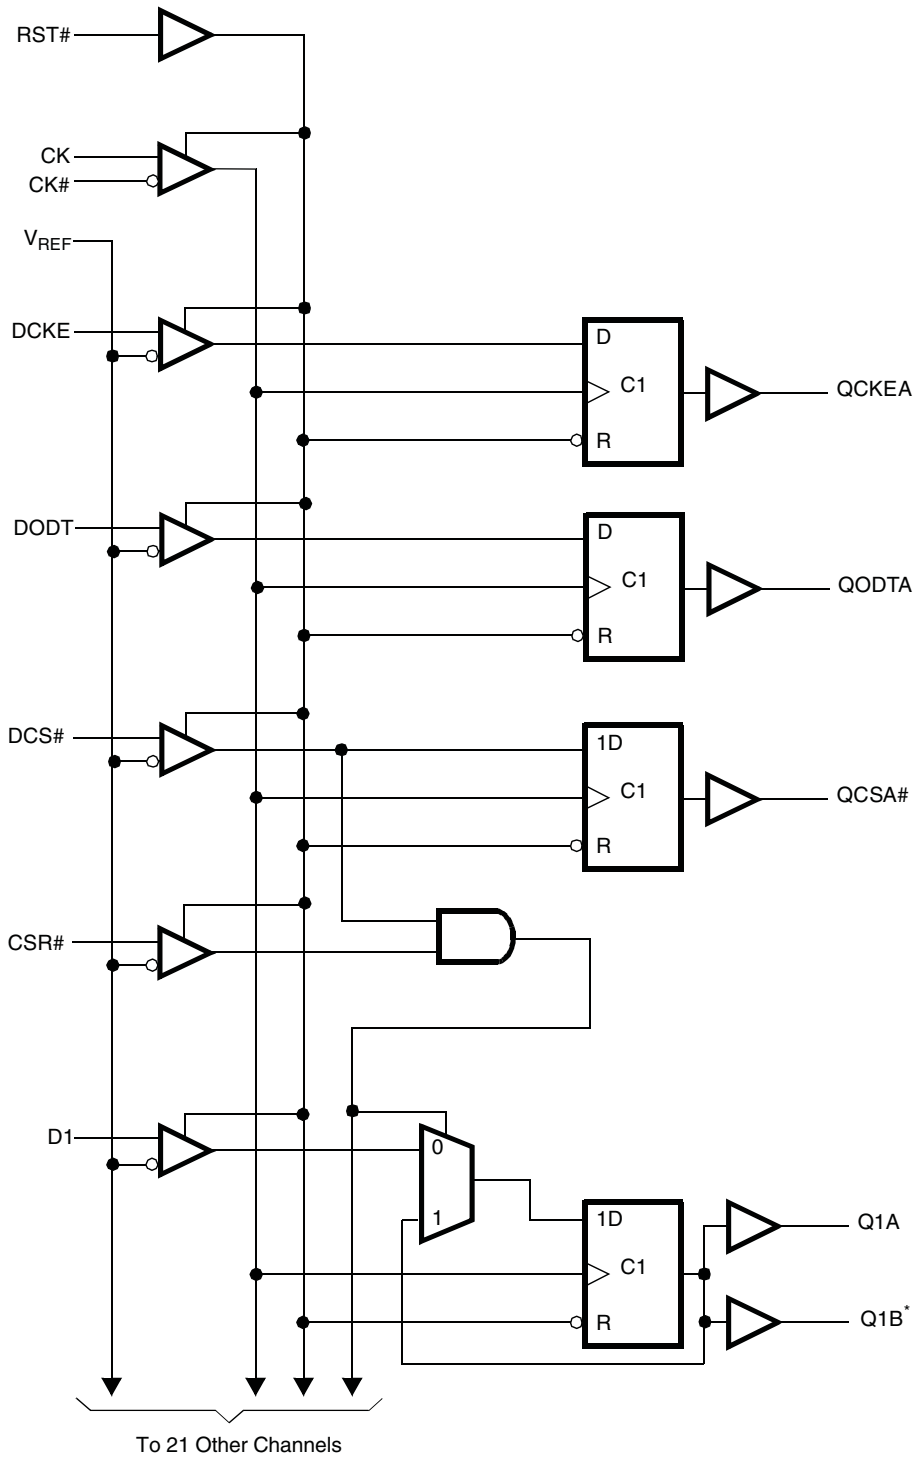 RST#
CK
CK#
VREF
DCKE
D
C1
R
QCKEA
DODT
D
C1
R
QODTA
DCS#
1D
C1
R
QCSA#
CSR#
D1
0
1
1D
C1
R
Q1A
Q1B*
To 21 Other Channels